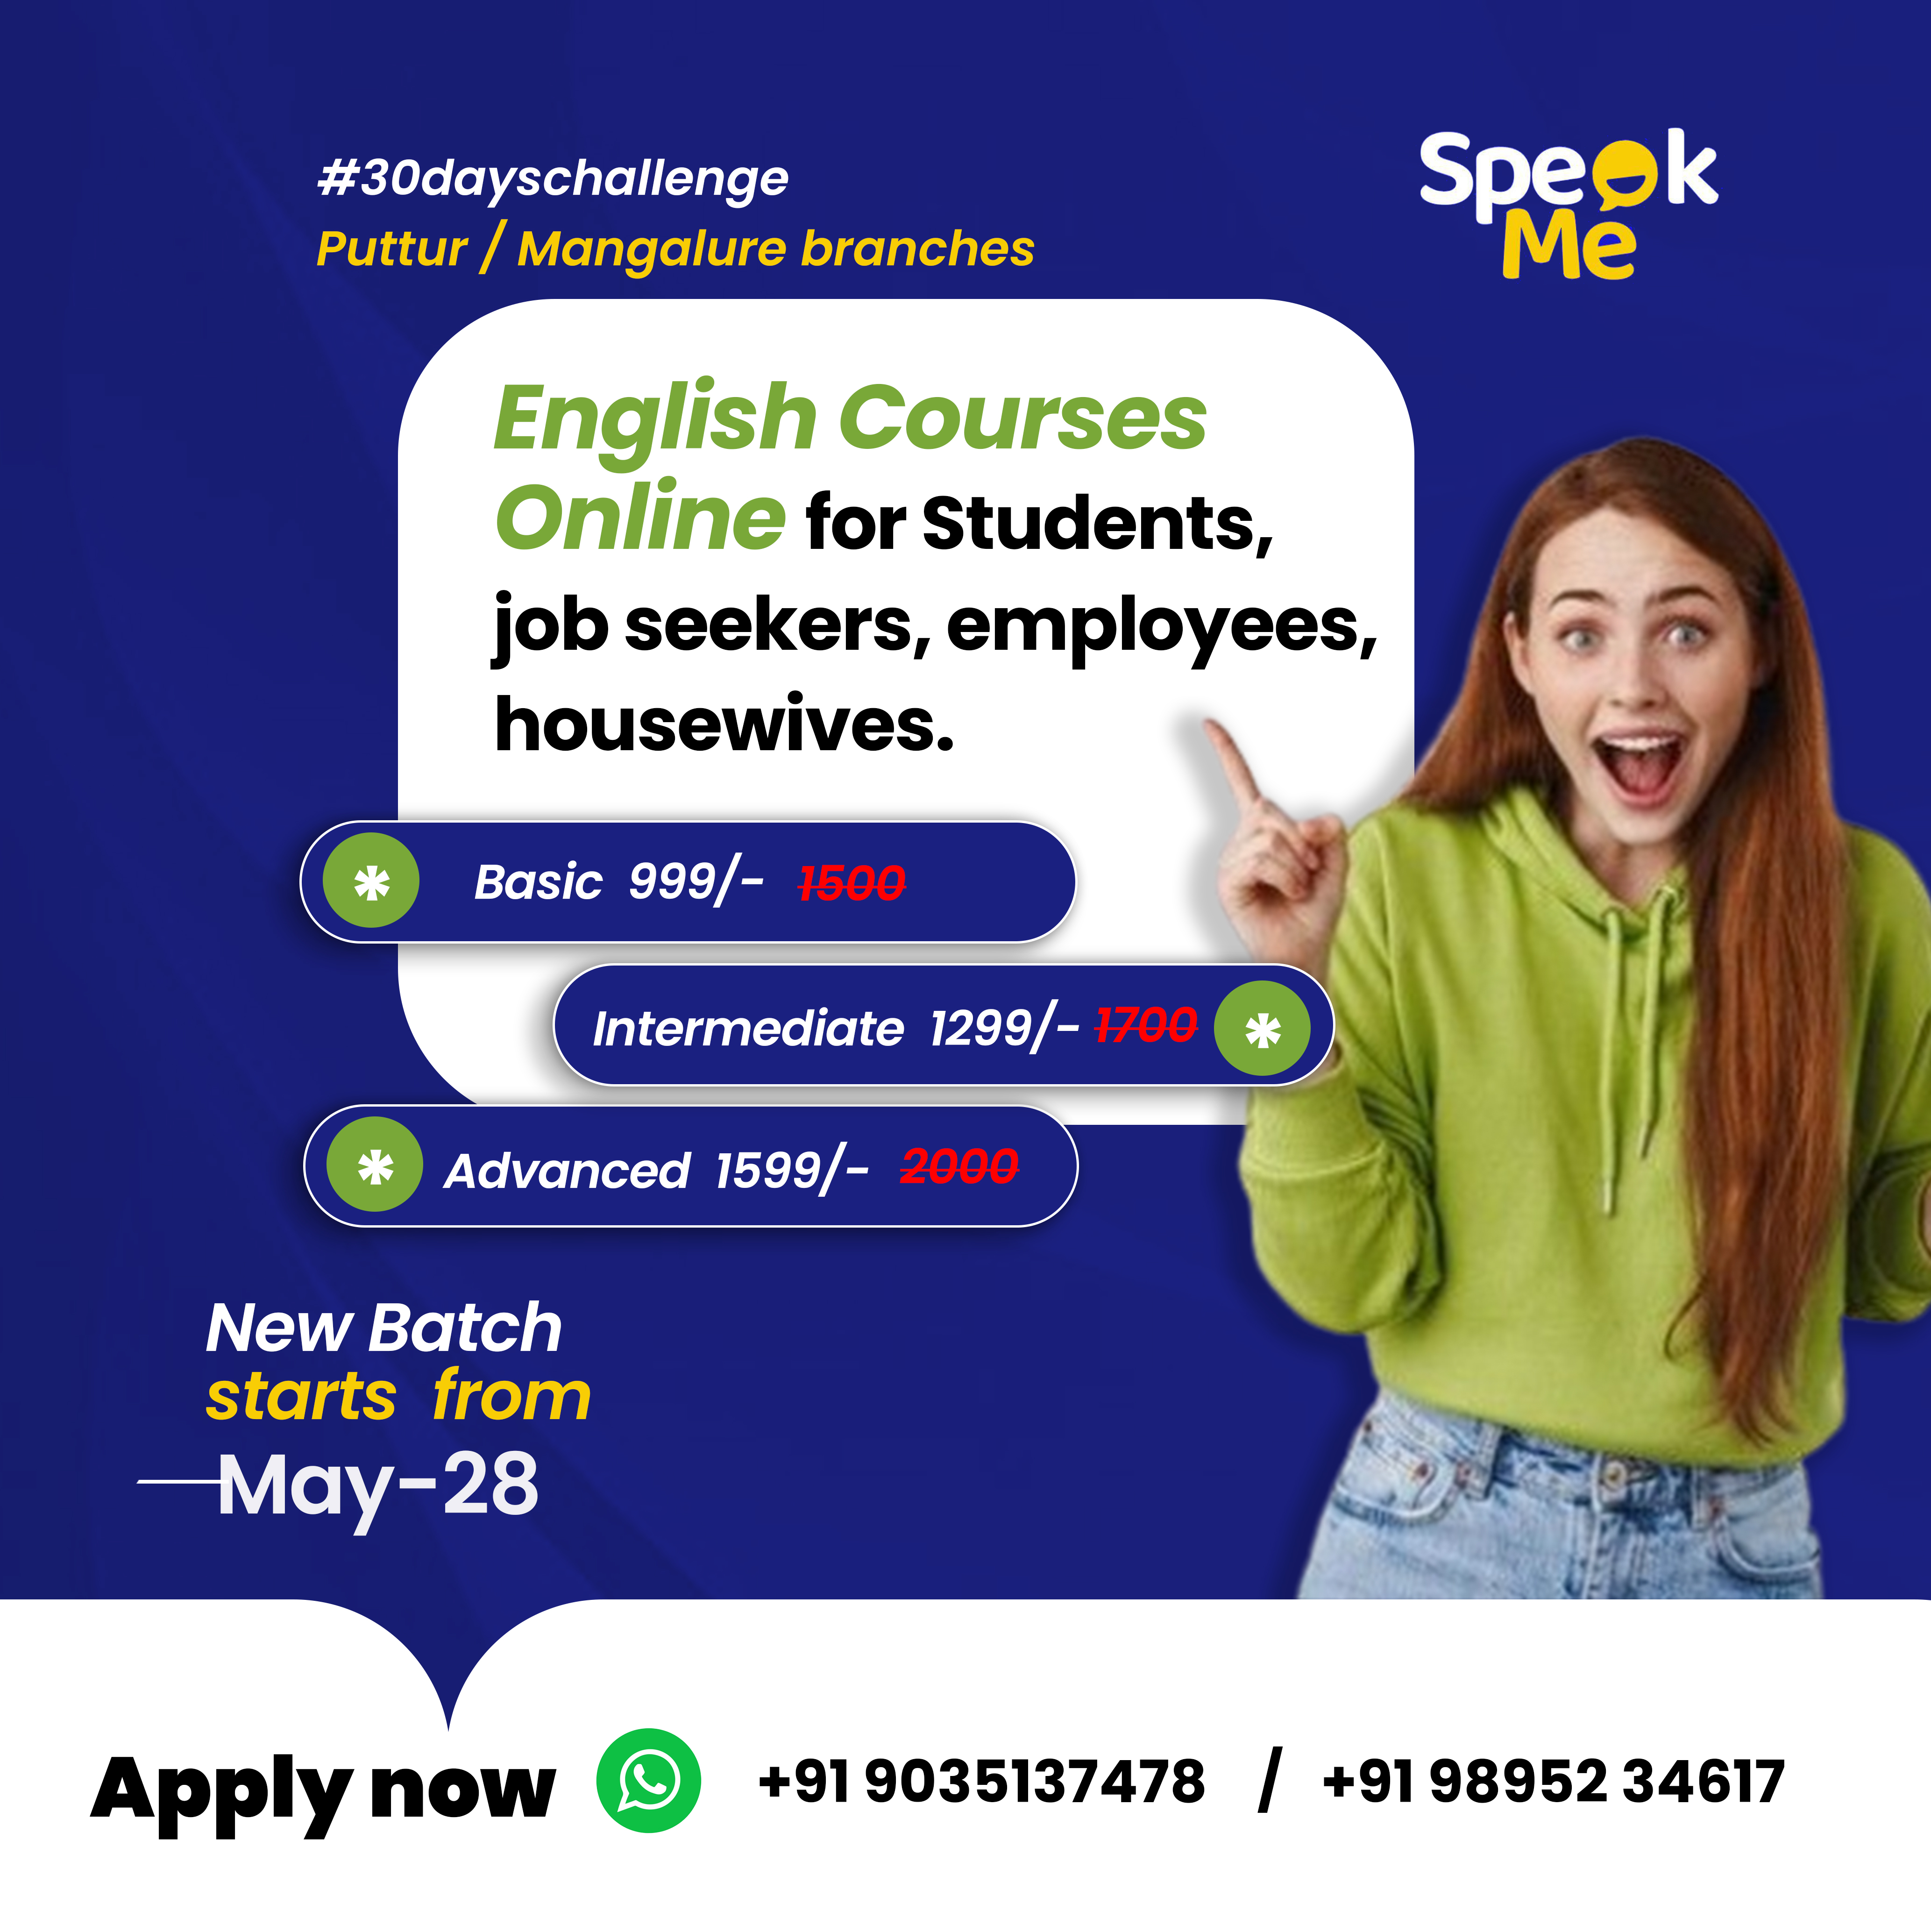 #30dayschallenge
Puttur / Mangalure branches
Speak
Me
English Courses
Online for Students,
job seekers, employees,
housewives.
* Basic 999/- 1500
Intermediate 1299/- 1700 *
* Advanced 1599/- 2000
New Batch
starts from
May-28
Apply now +91 9035137478 / +91 98952 34617